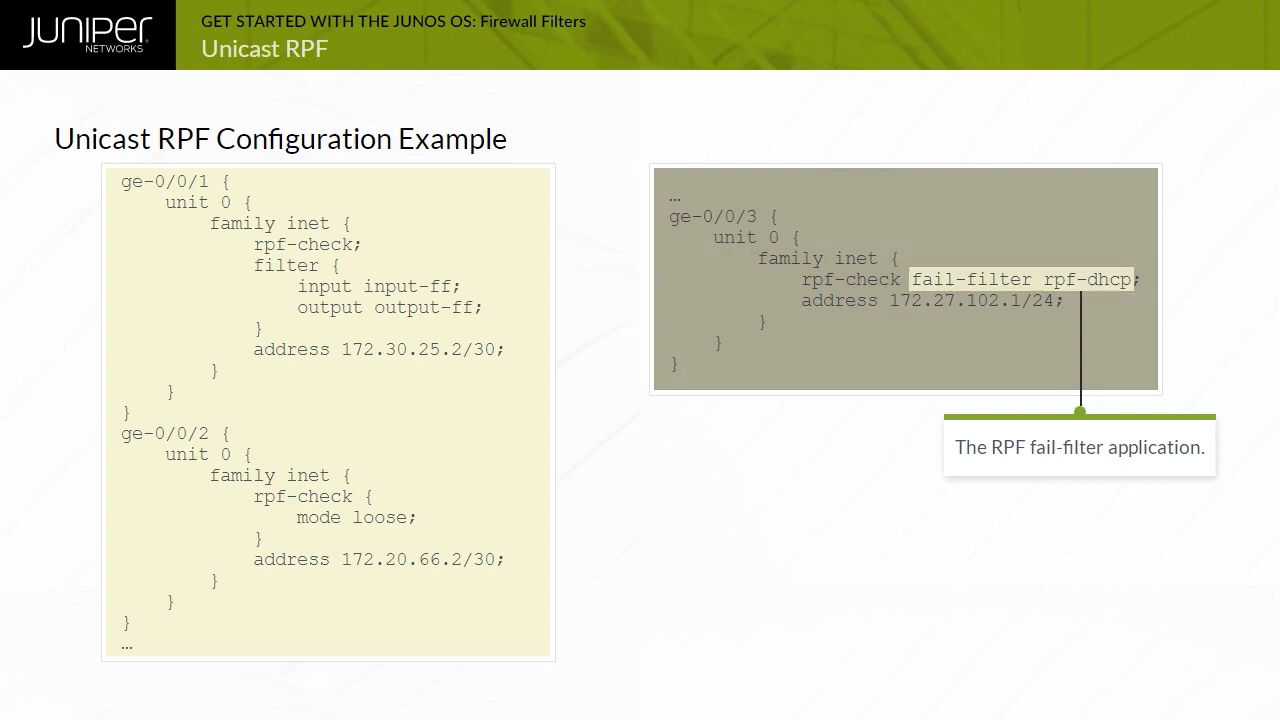 JUNIPER
NETWORKS
GET STARTED WITH THE JUNOS OS: Firewall Filters
Unicast RPF
Unicast RPF Configuration Example
ge-0/0/1 {
    unit 0 {
        family inet {
            rpf-check;
            filter {
                input input-ff;
                output output-ff;
            }
            address 172.30.25.2/30;
        }
    }
}
ge-0/0/2 {
    unit 0 {
        family inet {
            rpf-check {
                mode loose;
            }
            address 172.20.66.2/30;
        }
    }
}
…
…
ge-0/0/3 {
    unit 0 {
        family inet {
            rpf-check fail-filter rpf-dhcp;
            address 172.27.102.1/24;
        }
    }
}
The RPF fail-filter application.